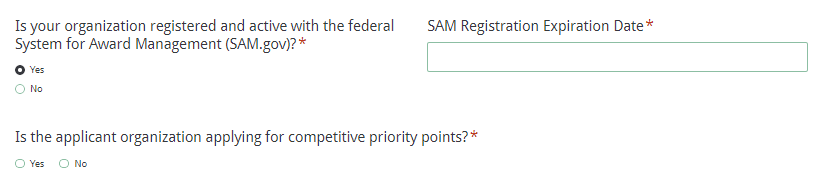 Is your organization registered and active with the federal
System for Award Management (SAM.gov)?*
Yes
No
SAM Registration Expiration Date*
Is the applicant organization applying for competitive priority points?*
Yes No